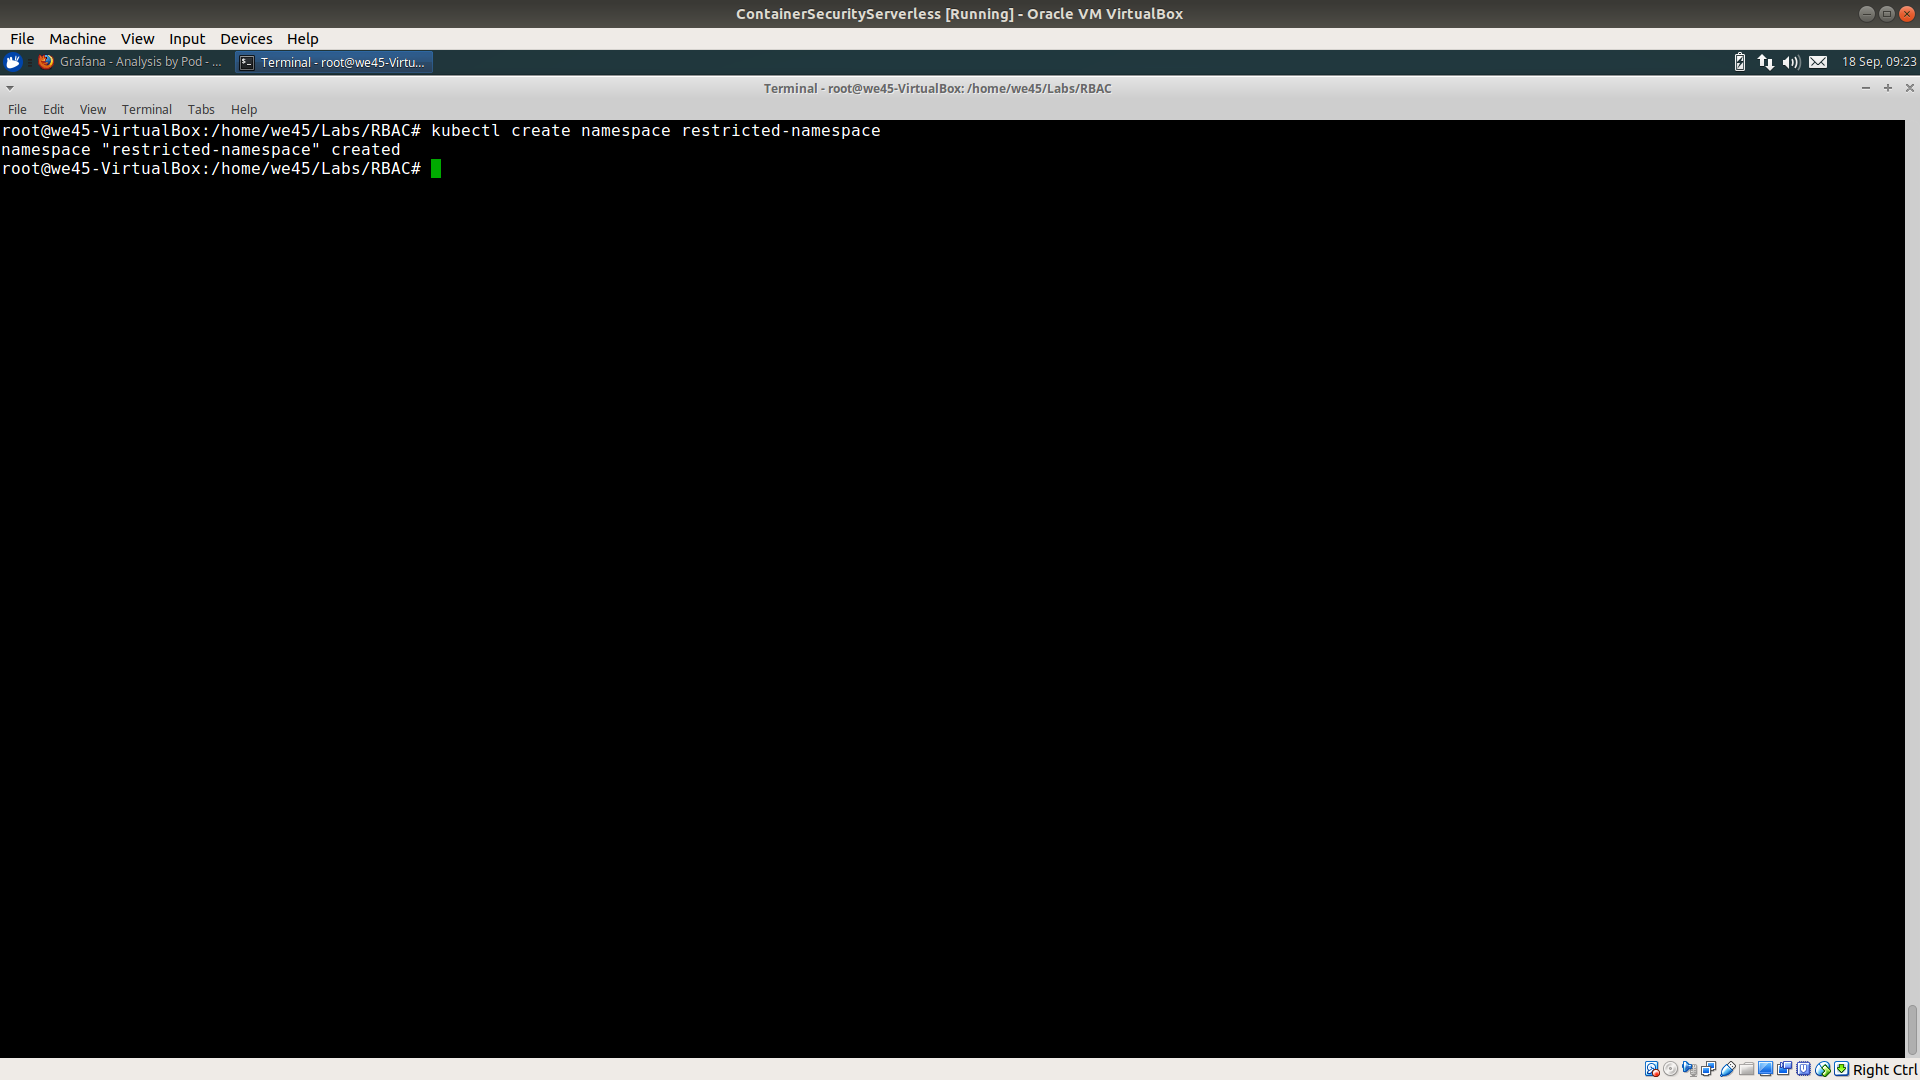 ContainerSecurityServerless [Running] - Oracle VM VirtualBox
File Machine View Input Devices Help
Grafana - Analysis by Pod - ... Terminal - root@we45-Virtu... 18 Sep, 09:23
Terminal - root@we45-VirtualBox: /home/we45/Labs/RBAC
File Edit View Terminal Tabs Help
root@we45-VirtualBox:/home/we45/Labs/RBAC# kubectl create namespace restricted-namespace
namespace "restricted-namespace" created
root@we45-VirtualBox:/home/we45/Labs/RBAC#
Right Ctrl